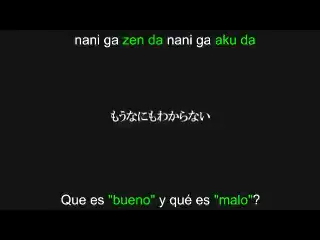 nani ga zen da nani ga aku da
もうなにもわからない
Que es "bueno" y qué es "malo"?